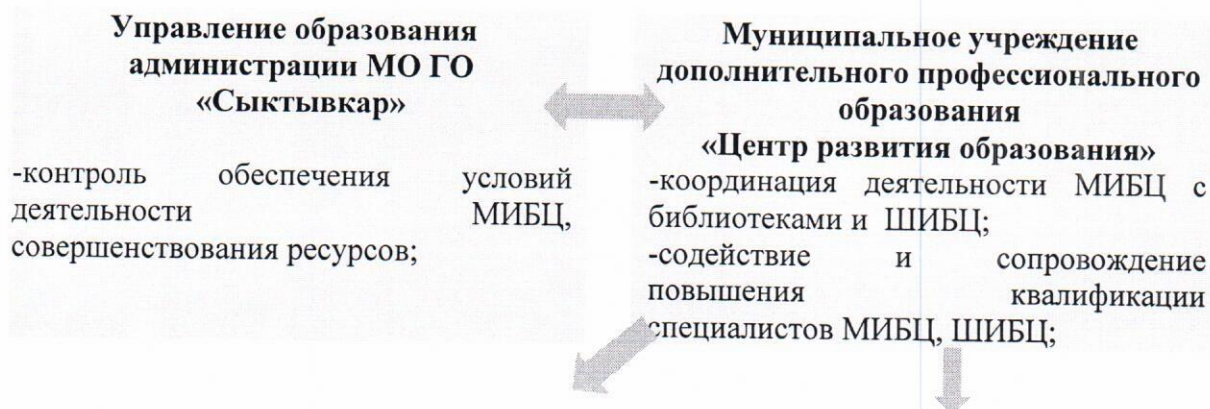 Управление образования
администрации МО ГО
«Сыктывкар»
-контроль обеспечения условий
деятельности МИБЦ,
совершенствования ресурсов;
Муниципальное учреждение
дополнительного профессионального
образования
«Центр развития образования»
-координация деятельности МИБЦ с
библиотеками и ШИБЦ;
-содействие и сопровождение
повышения квалификации
специалистов МИБЦ, ШИБЦ;